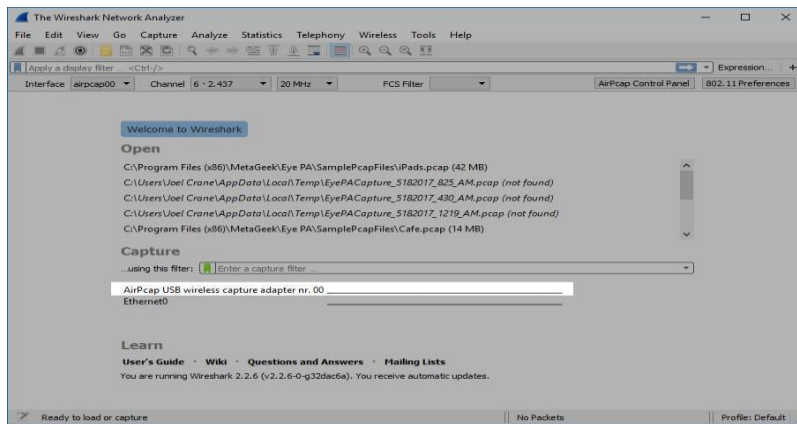 The Wireshark Network Analyzer
File Edit View Go Capture Analyze Statistics Telephony Wireless Tools Help
Apply a display filter ... <Ctrl-/> Expression... +
Interface airpcap00 Channel 6 · 2.437 20 MHz FCS Filter AirPcap Control Panel 802.11 Preferences
Welcome to Wireshark
Open
C:\Program Files (x86)\MetaGeek\Eye PA\SamplePcapFiles\iPads.pcap (42 MB)
C:\Users\Joel Crane\AppData\Local\Temp\EyePACapture_5182017_825_AM.pcap (not found)
C:\Users\Joel Crane\AppData\Local\Temp\EyePACapture_5182017_430_AM.pcap (not found)
C:\Users\Joel Crane\AppData\Local\Temp\EyePACapture_5182017_1219_AM.pcap (not found)
C:\Program Files (x86)\MetaGeek\Eye PA\SamplePcapFiles\Cafe.pcap (14 MB)
Capture
...using this filter: Enter a capture filter ...
AirPcap USB wireless capture adapter nr. 00
Ethernet0
Learn
User's Guide · Wiki · Questions and Answers · Mailing Lists
You are running Wireshark 2.2.6 (v2.2.6-0-g32dac6a). You receive automatic updates.
Ready to load or capture No Packets Profile: Default